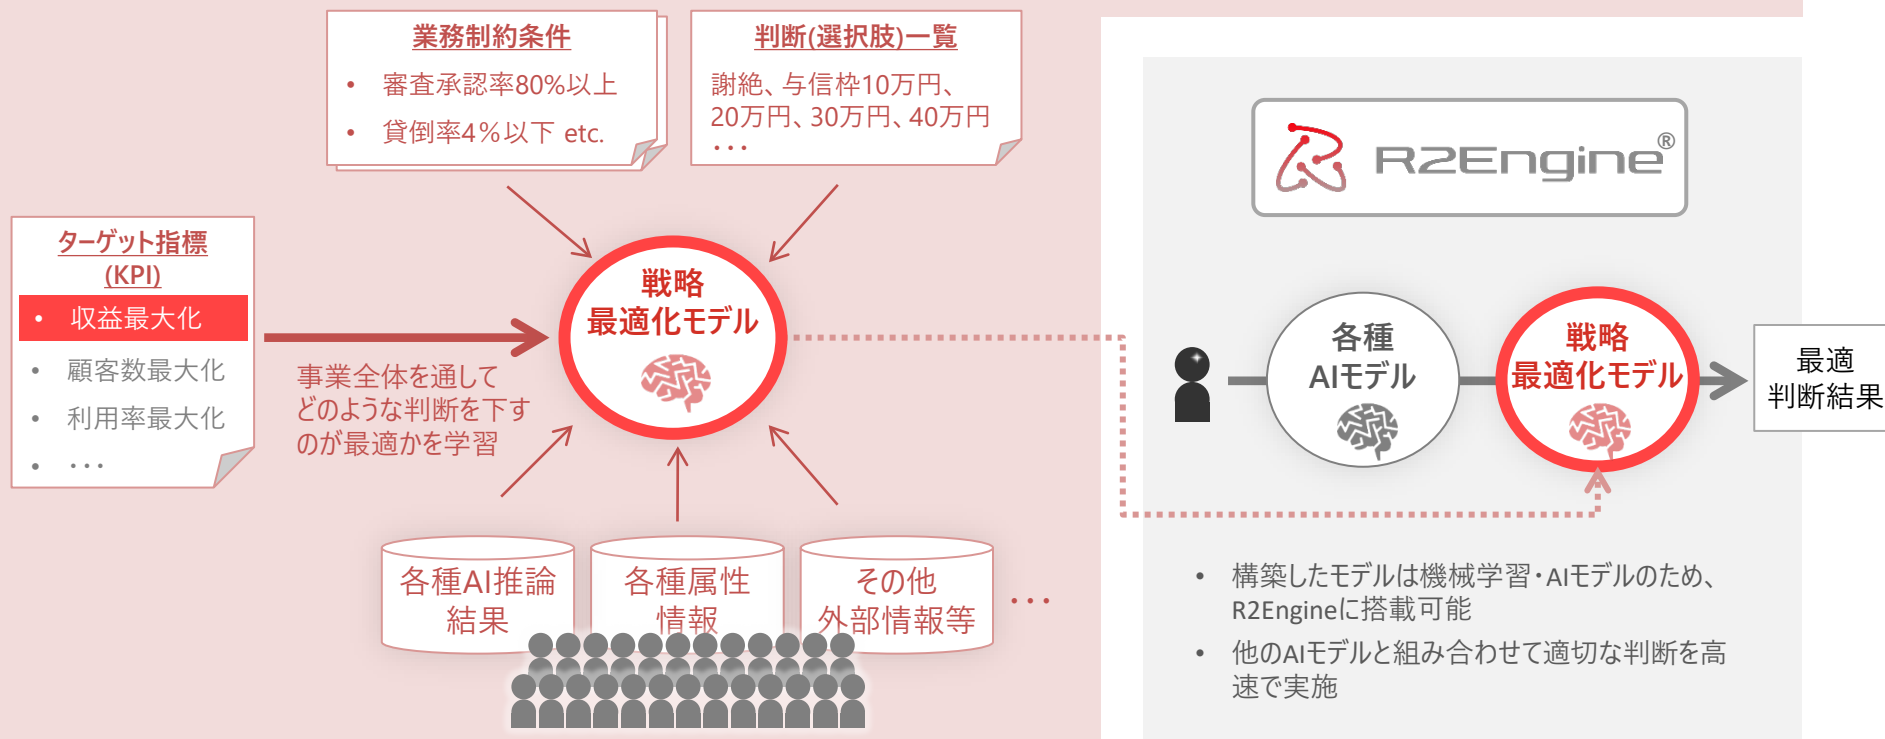 業務制約条件
• 審査承認率80%以上
• 貸倒率4%以下 etc.
判断(選択肢)一覧
謝絶、与信枠10万円、
20万円、30万円、40万円
・・・
ターゲット指標
(KPI)
• 収益最大化
• 顧客数最大化
• 利用率最大化
• ・・・
事業全体を通して
どのような判断を下す
のが最適かを学習
戦略
最適化モデル
各種AI推論
結果
各種属性
情報
その他
外部情報等
・・・
R2Engine®
各種
AIモデル
戦略
最適化モデル
最適
判断結果
• 構築したモデルは機械学習・AIモデルのため、
R2Engineに搭載可能
• 他のAIモデルと組み合わせて適切な判断を高
速で実施